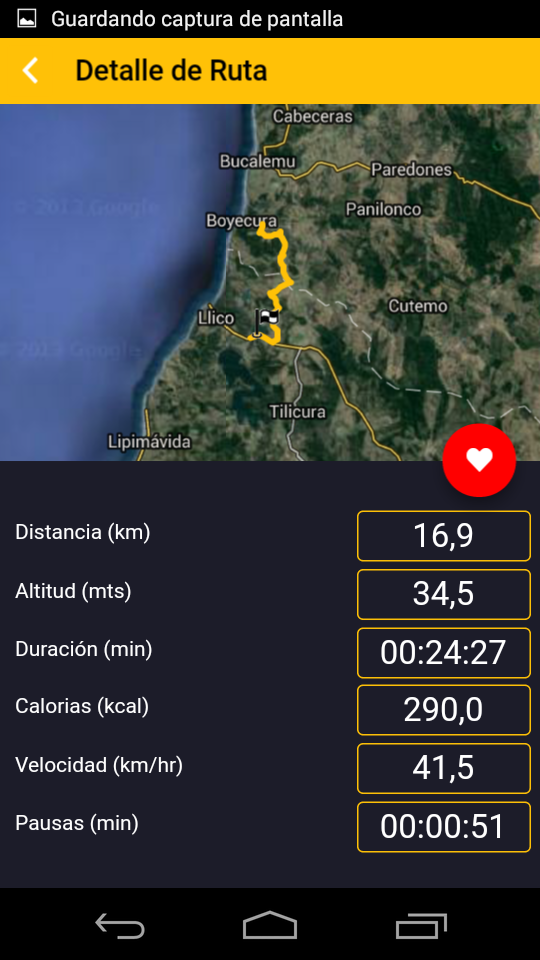 Guardando captura de pantalla
Detalle de Ruta
Cabeceras
Bucalemu
Paredones
© 2013 Google
Panilonco
Boyecura
Cutemo
Llico
2013 Google
Tilicura
Lipimávida
Distancia (km) 16,9
Altitud (mts) 34,5
Duración (min) 00:24:27
Calorias (kcal) 290,0
Velocidad (km/hr) 41,5
Pausas (min) 00:00:51